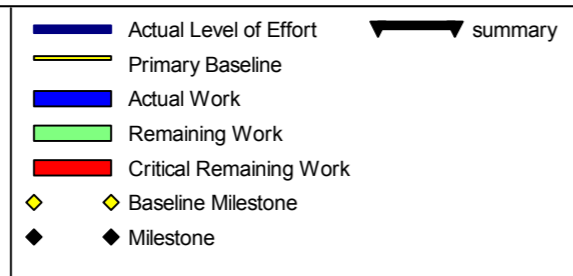 Actual Level of Effort
summary
Primary Baseline
Actual Work
Remaining Work
Critical Remaining Work
Baseline Milestone
Milestone